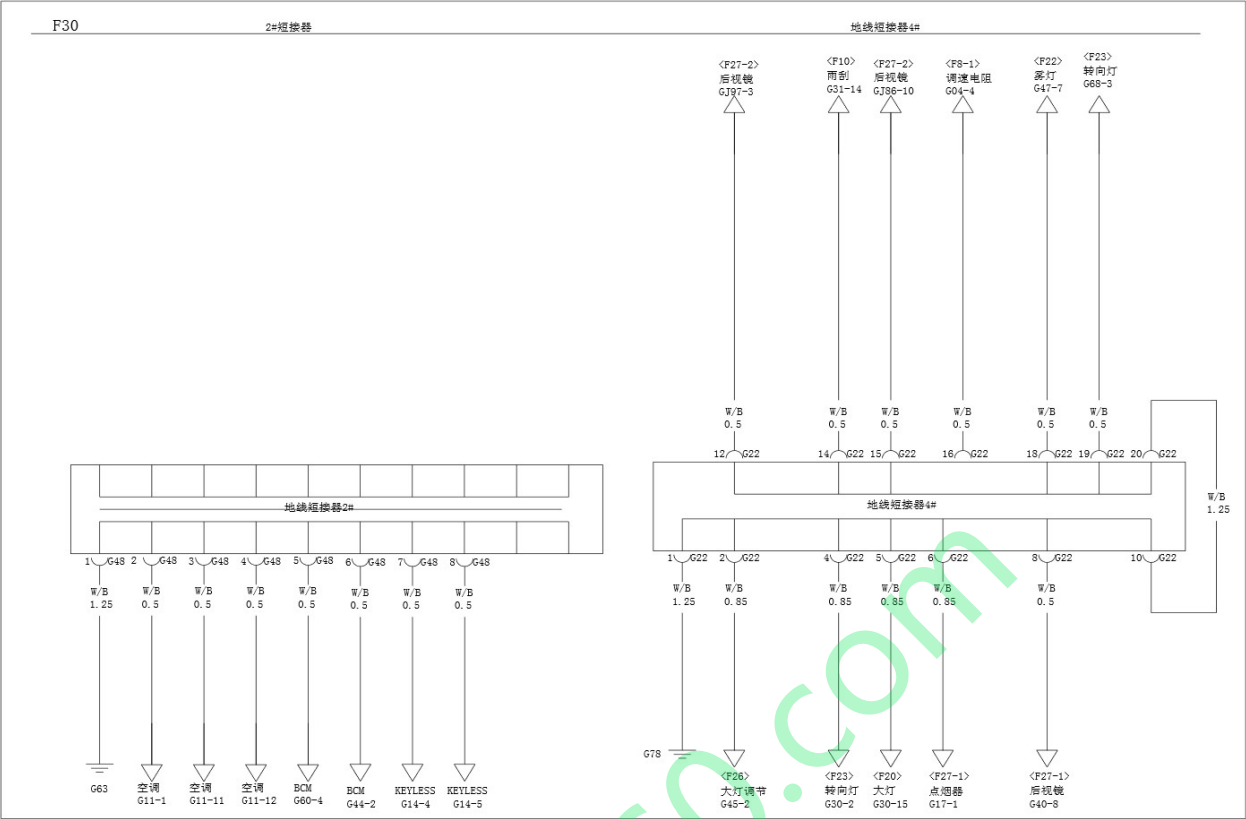 F30
2#短接器
地线短接器4#
<F27-2> <F10> <F27-2> <F8-1> <F22> <F23>
后视镜 雨刮 后视镜 调速电阻 雾灯 转向灯
GJ97-3 G31-14 GJ86-10 G04-4 G47-7 G68-3
W/B W/B W/B W/B W/B W/B
0.5 0.5 0.5 0.5 0.5 0.5
12 G22 14 G22 15 G22 16 G22 18 G22 19 G22 20 G22
W/B
1.25
地线短接器2#
地线短接器4#
1 G48 2 G48 3 G48 4 G48 5 G48 6 G48 7 G48 8 G48
W/B W/B W/B W/B W/B W/B W/B W/B
1.25 0.5 0.5 0.5 0.5 0.5 0.5 0.5
1 G22 2 G22 4 G22 5 G22 6 G22 8 G22 10 G22
W/B W/B W/B W/B W/B W/B
1.25 0.85 0.85 0.85 0.85 0.5
G63
空调 空调 空调 BCM BCM KEYLESS KEYLESS
G11-1 G11-11 G11-12 G60-4 G44-2 G14-4 G14-5
G78
<F26> <F23> <F20> <F27-1> <F27-1>
大灯调节 转向灯 大灯 点烟器 后视镜
G45-2 G30-2 G30-15 G17-1 G40-8
.com